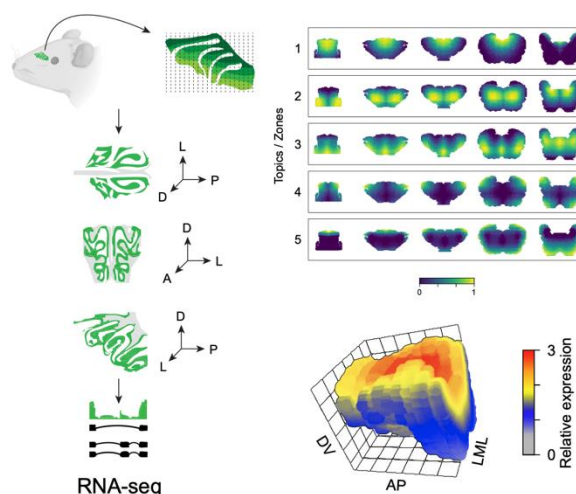 L
P
D
D
L
A
D
P
L
RNA-seq
Topics / Zones
1
2
3
4
5
0
1
DV
AP
LML
3
0
Relative expression